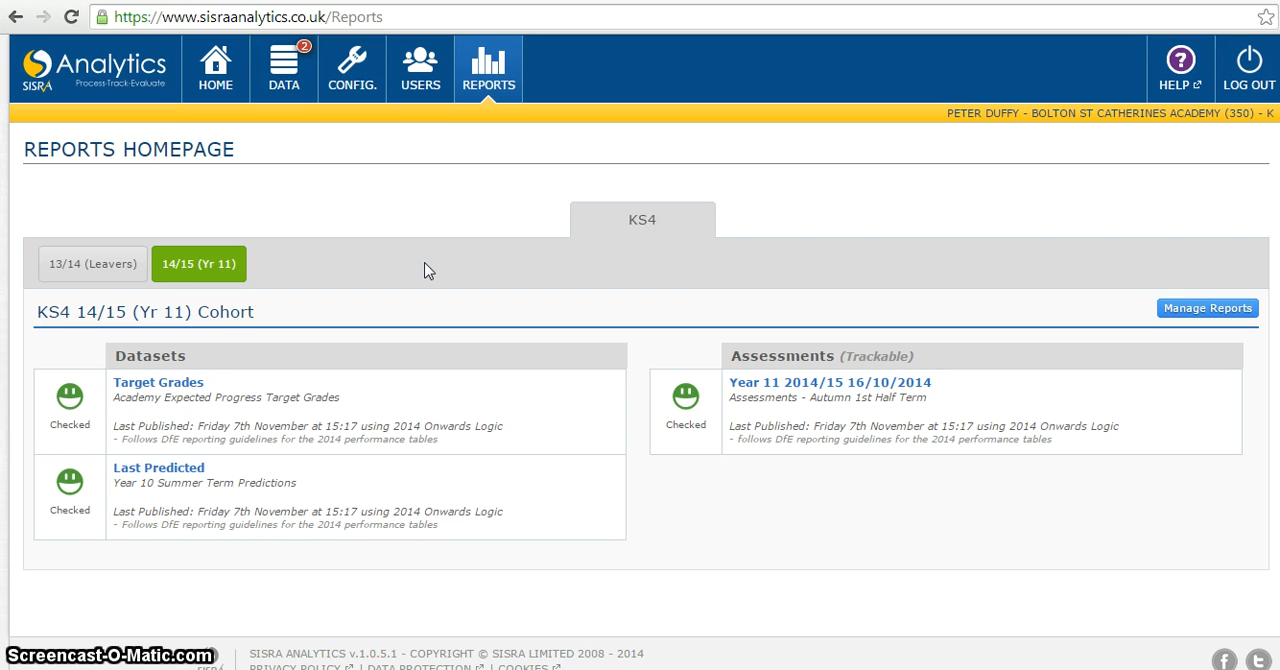 https://www.sisraanalytics.co.uk/Reports
SISRA Analytics
Process-Track-Evaluate
HOME
DATA
2
CONFIG.
USERS
REPORTS
? HELP
LOG OUT
PETER DUFFY - BOLTON ST CATHERINES ACADEMY (350) - K
REPORTS HOMEPAGE
KS4
13/14 (Leavers)
14/15 (Yr 11)
KS4 14/15 (Yr 11) Cohort
Manage Reports
Datasets
Checked
Target Grades
Academy Expected Progress Target Grades
Last Published: Friday 7th November at 15:17 using 2014 Onwards Logic
- Follows DfE reporting guidelines for the 2014 performance tables
Checked
Last Predicted
Year 10 Summer Term Predictions
Last Published: Friday 7th November at 15:17 using 2014 Onwards Logic
- Follows DfE reporting guidelines for the 2014 performance tables
Assessments (Trackable)
Checked
Year 11 2014/15 16/10/2014
Assessments - Autumn 1st Half Term
Last Published: Friday 7th November at 15:17 using 2014 Onwards Logic
- follows DfE reporting guidelines for the 2014 performance tables
Screencast-O-Matic.com
SISRA
SISRA ANALYTICS v.1.0.5.1 - COPYRIGHT © SISRA LIMITED 2008 - 2014
PRIVACY POLICY | DATA PROTECTION | COOKIES